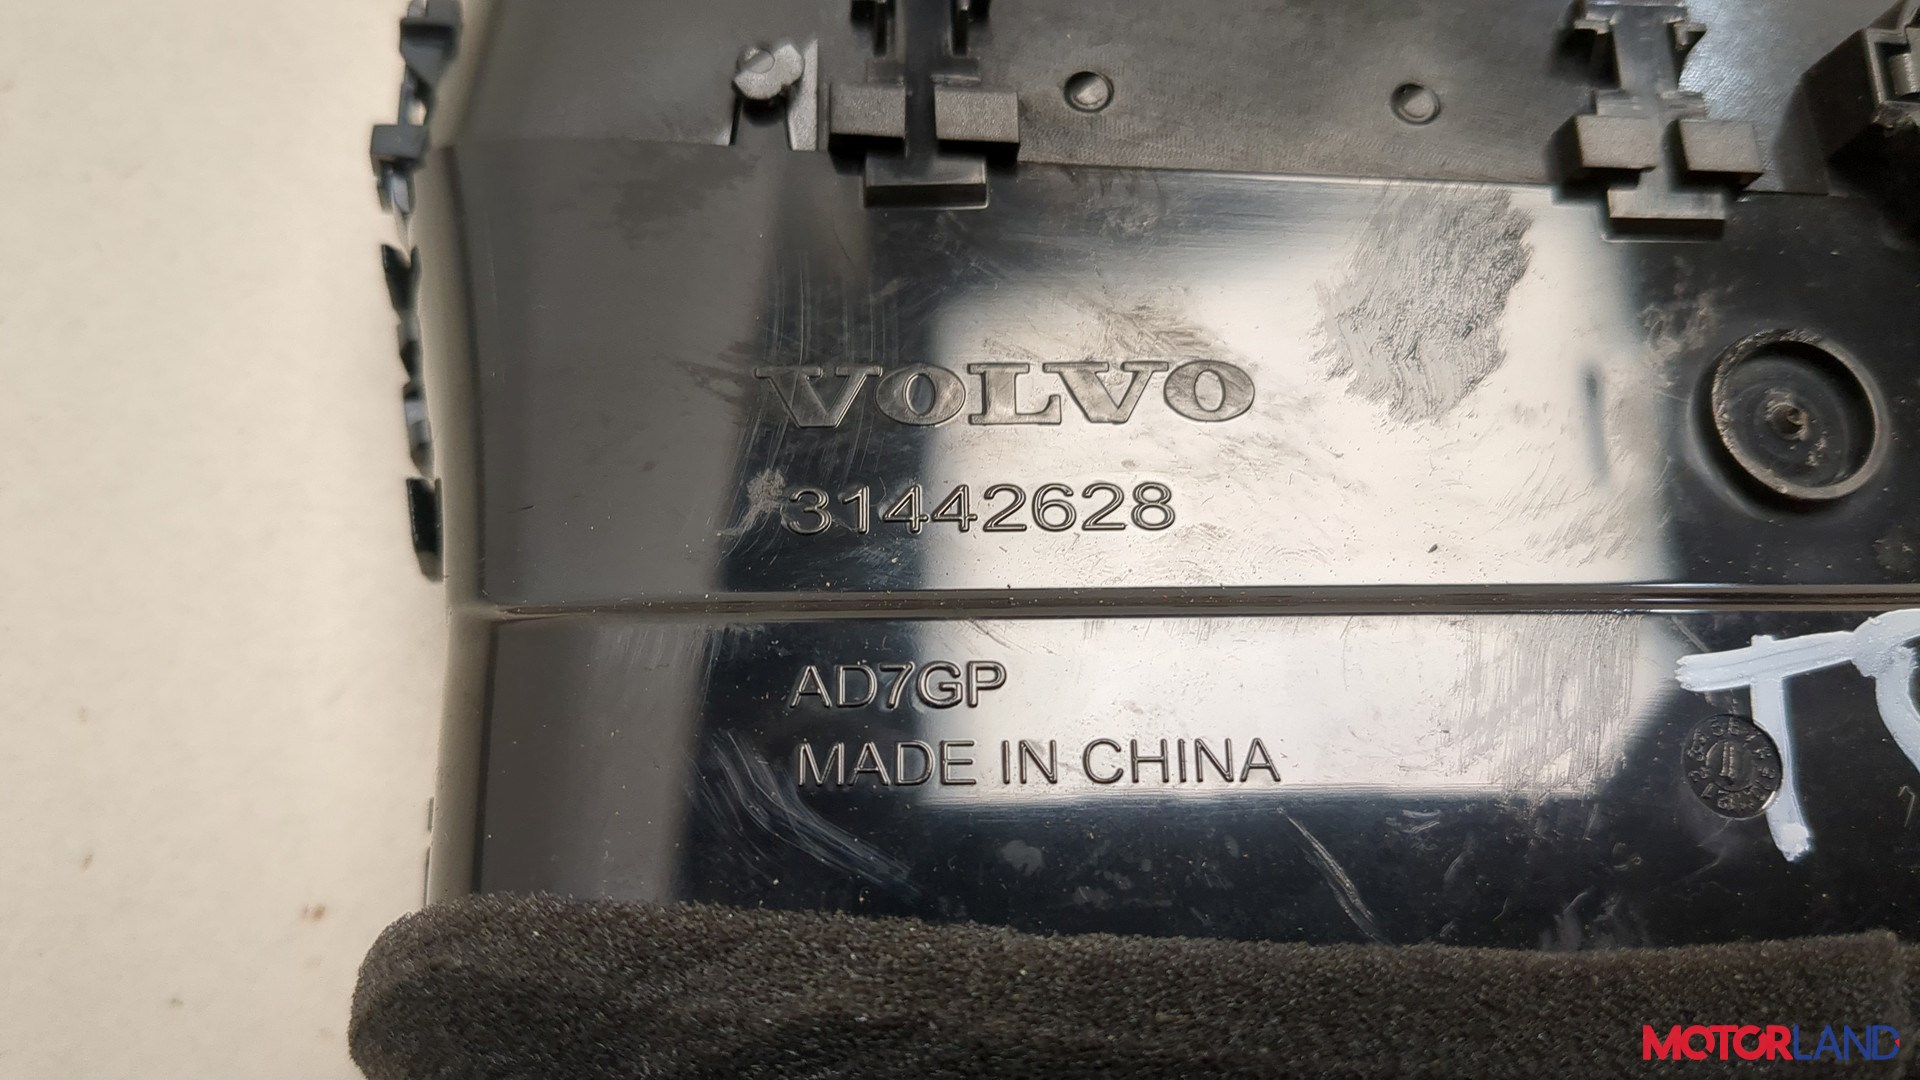 VOLVO
31442628
AD7GP
MADE IN CHINA
MOTORLAND